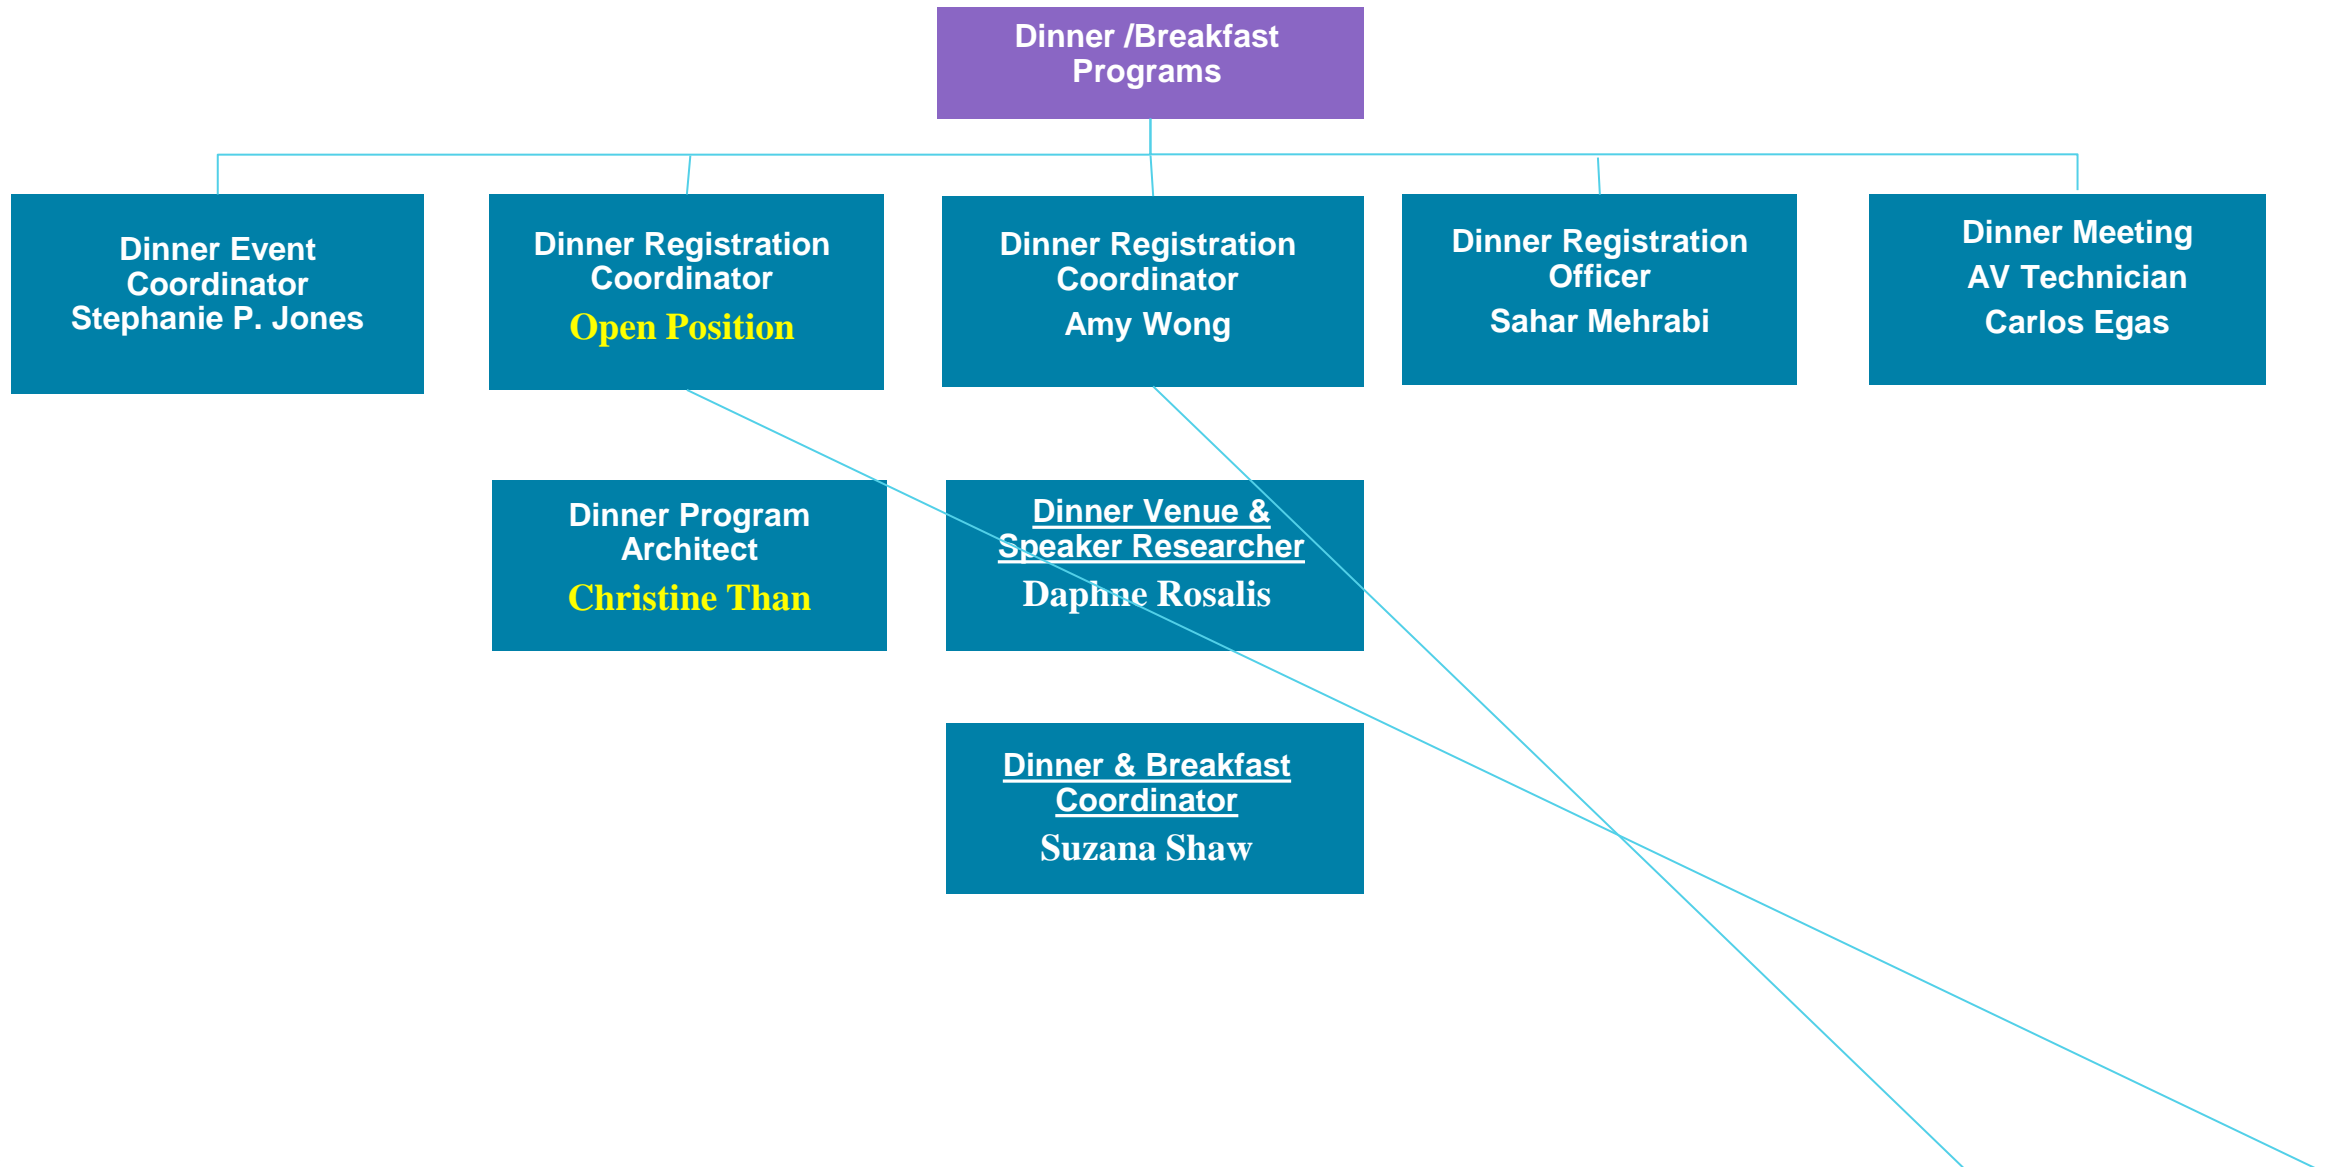 Dinner /Breakfast
Programs
Dinner Event
Coordinator
Stephanie P. Jones
Dinner Registration
Coordinator
Open Position
Dinner Registration
Coordinator
Amy Wong
Dinner Registration
Officer
Sahar Mehrabi
Dinner Meeting
AV Technician
Carlos Egas
Dinner Program
Architect
Christine Than
Dinner Venue &
Speaker Researcher
Daphne Rosalis
Dinner & Breakfast
Coordinator
Suzana Shaw